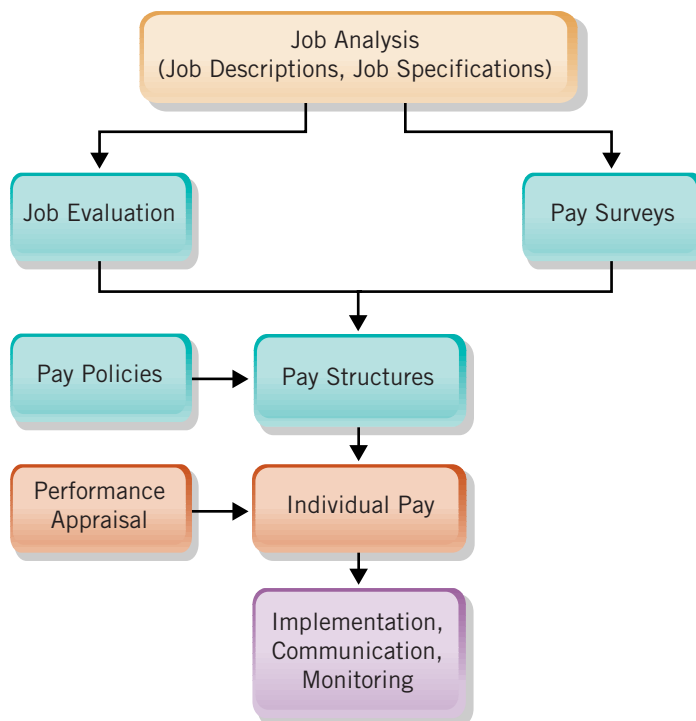 Job Analysis
(Job Descriptions, Job Specifications)
Job Evaluation
Pay Surveys
Pay Policies
Pay Structures
Performance
Appraisal
Individual Pay
Implementation,
Communication,
Monitoring